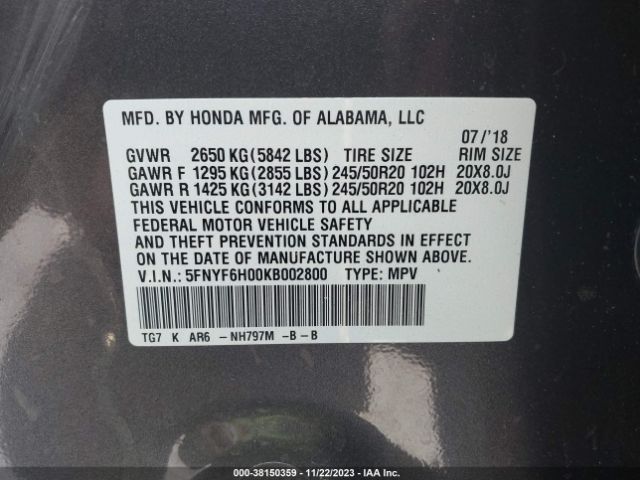 MFD. BY HONDA MFG. OF ALABAMA, LLC
07/'18
GVWR 2650 KG(5842 LBS) TIRE SIZE RIM SIZE
GAWR F 1295 KG(2855 LBS)245/50R20 102H 20X8.0J
GAWR R 1425 KG(3142 LBS)245/50R20 102H 20X8.0J
THIS VEHICLE CONFORMS TO ALL APPLICABLE
FEDERAL MOTOR VEHICLE SAFETY
AND THEFT PREVENTION STANDARDS IN EFFECT
ON THE DATE OF MANUFACTURE SHOWN ABOVE.
V.I.N.: 5FNYF6H00KB002800 TYPE: MPV
TG7 K AR6 -NH797M -B-B
000-38150359 - 11/22/2023 - IAA Inc.